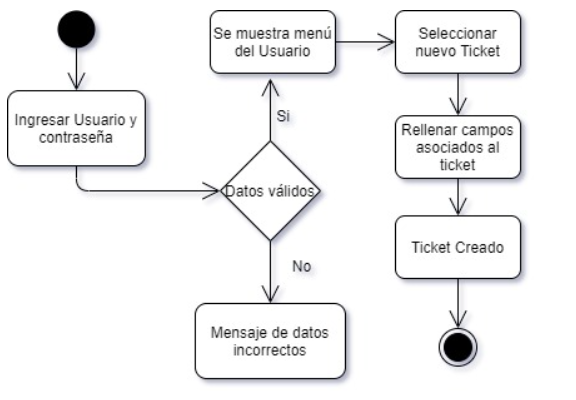 Ingresar Usuario y
contraseña
Datos válidos
Si
Se muestra menú
del Usuario
Seleccionar
nuevo Ticket
Rellenar campos
asociados al
ticket
Ticket Creado
No
Mensaje de datos
incorrectos